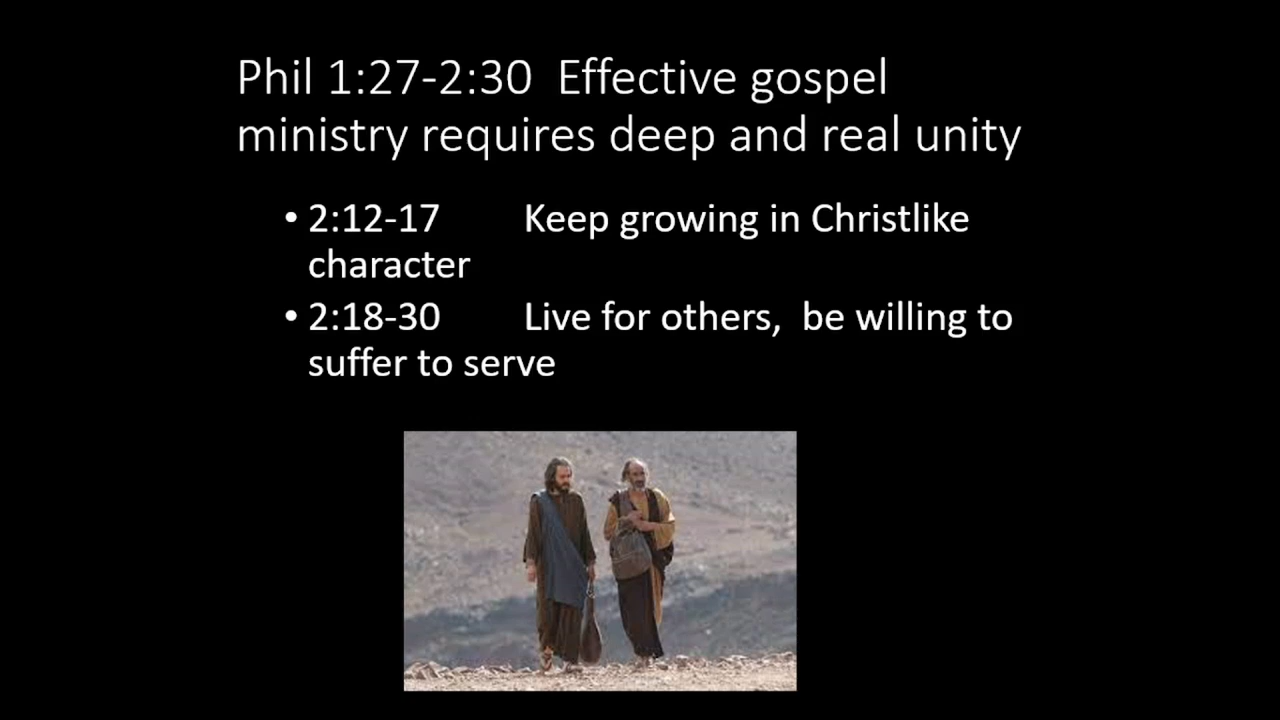 Phil 1:27-2:30  Effective gospel
ministry requires deep and real unity
• 2:12-17 Keep growing in Christlike
character
• 2:18-30 Live for others,  be willing to
suffer to serve